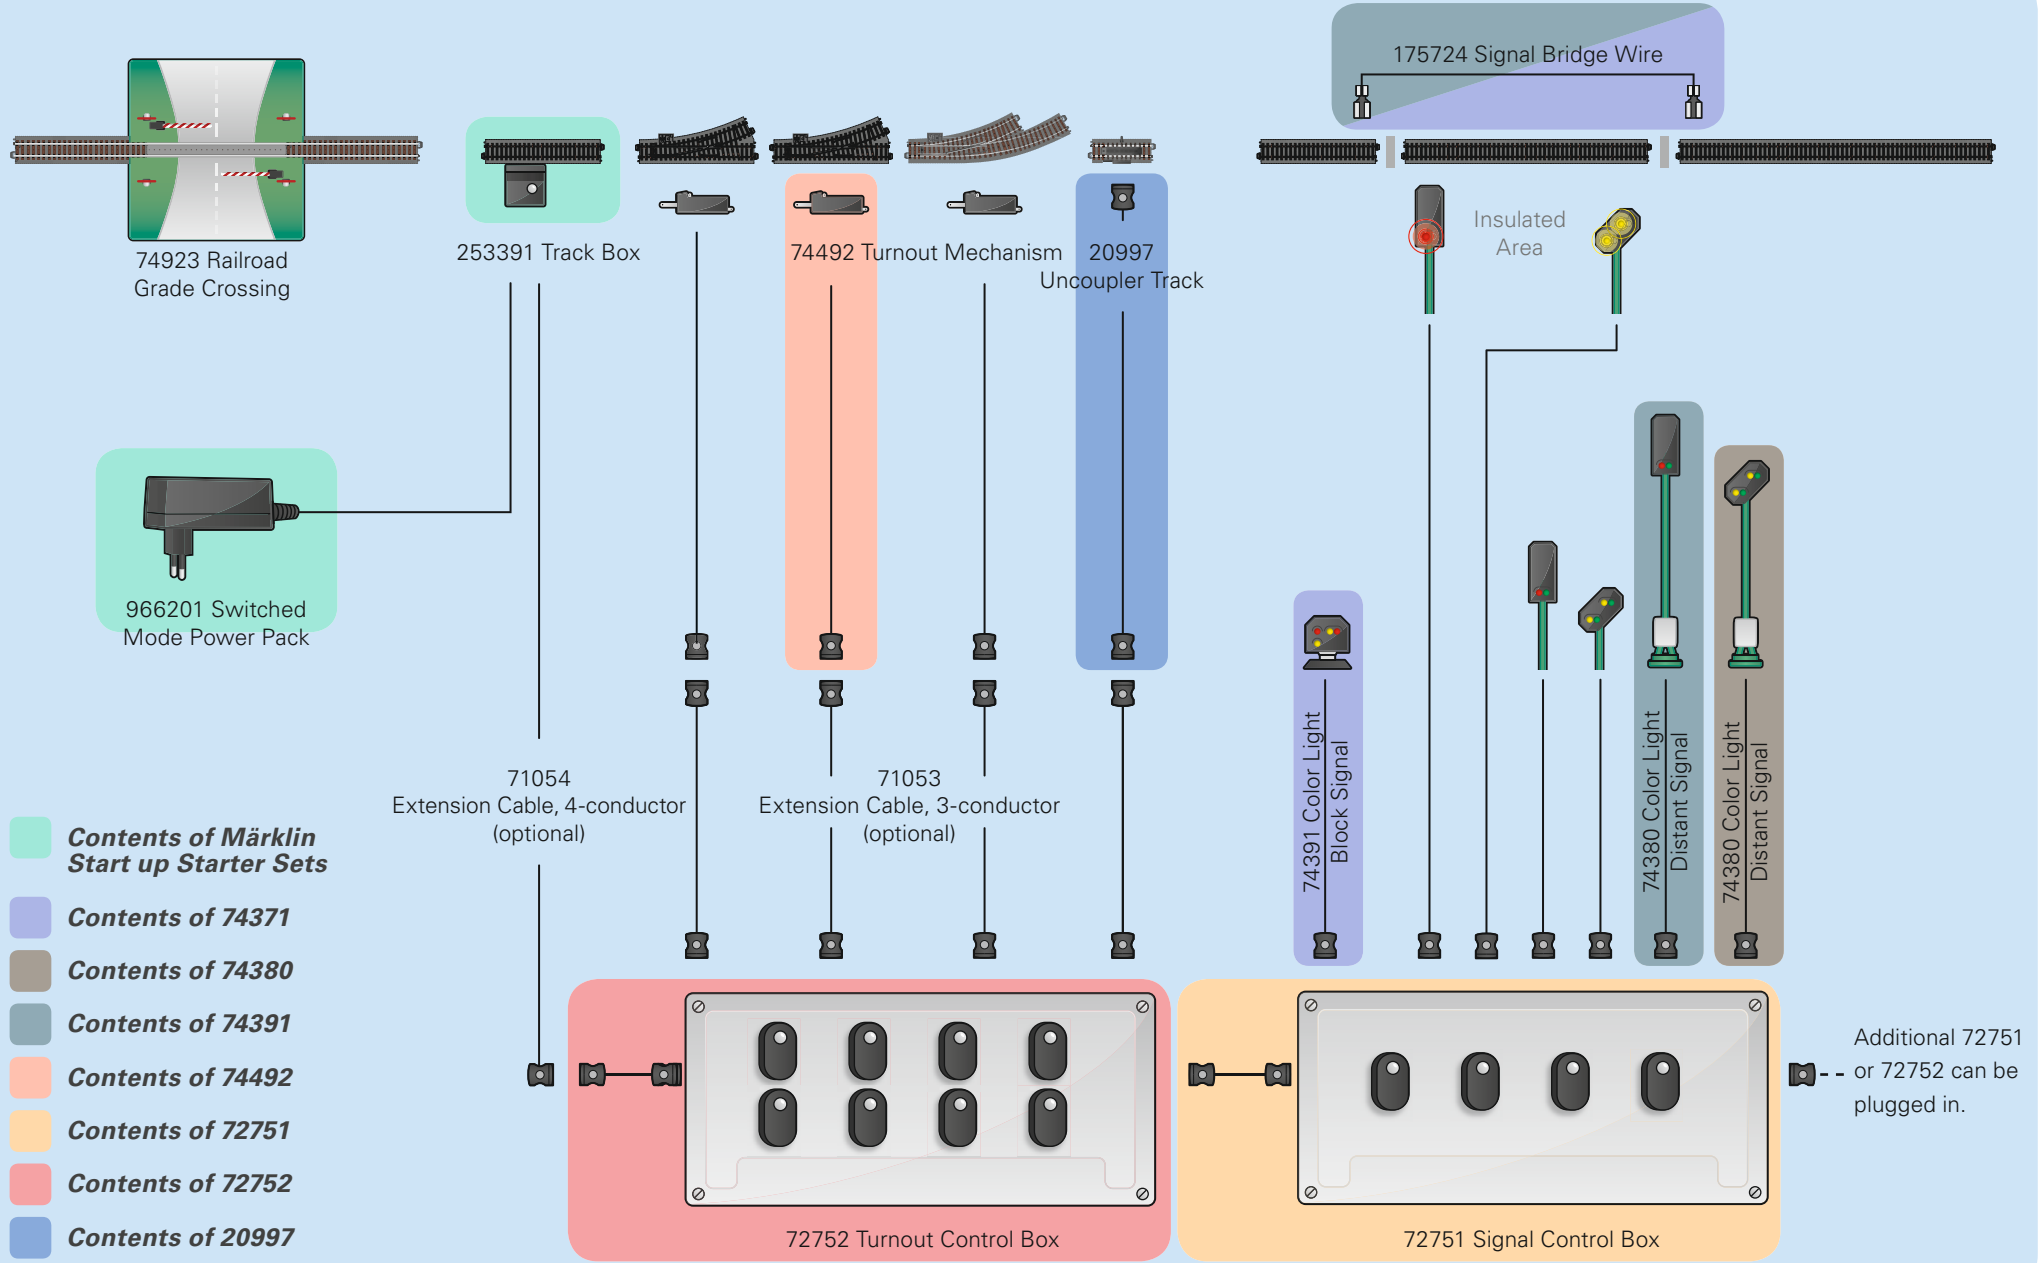 175724 Signal Bridge Wire
Insulated
Area
74923 Railroad
Grade Crossing
253391 Track Box
74492 Turnout Mechanism
20997
Uncoupler Track
966201 Switched
Mode Power Pack
71054
Extension Cable, 4-conductor
(optional)
71053
Extension Cable, 3-conductor
(optional)
74391 Color Light
Block Signal
74380 Color Light
Distant Signal
74380 Color Light
Distant Signal
Contents of Märklin
Start up Starter Sets
Contents of 74371
Contents of 74380
Contents of 74391
Contents of 74492
Contents of 72751
Contents of 72752
Contents of 20997
72752 Turnout Control Box
72751 Signal Control Box
Additional 72751
or 72752 can be
plugged in.